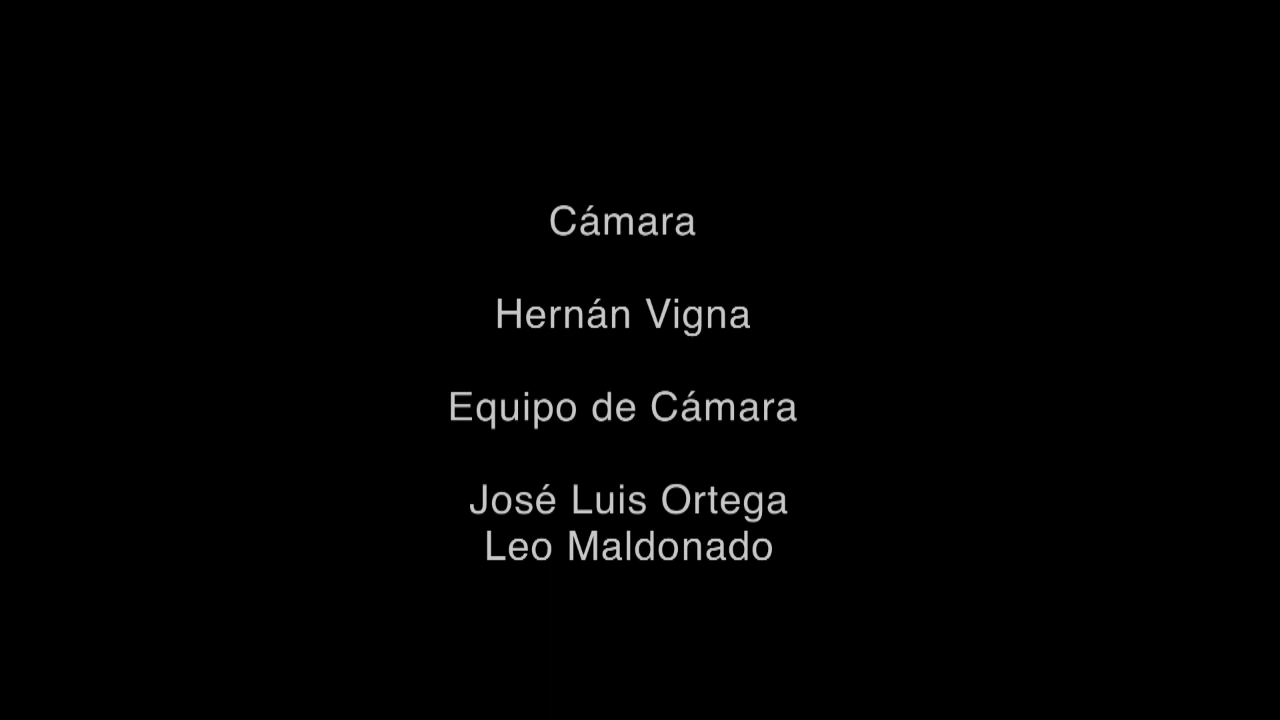 Cámara
Hernán Vigna
Equipo de Cámara
José Luis Ortega
Leo Maldonado